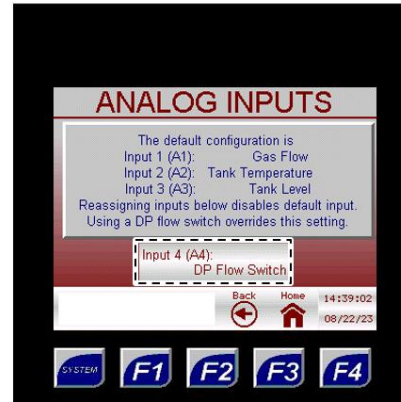 ANALOG INPUTS
The default configuration is
Input 1 (A1): Gas Flow
Input 2 (A2): Tank Temperature
Input 3 (A3): Tank Level
Reassigning inputs below disables default input.
Using a DP flow switch overrides this setting.
Input 4 (A4):
DP Flow Switch
Back Home 14:39:02
08/22/23
SYSTEM F1 F2 F3 F4